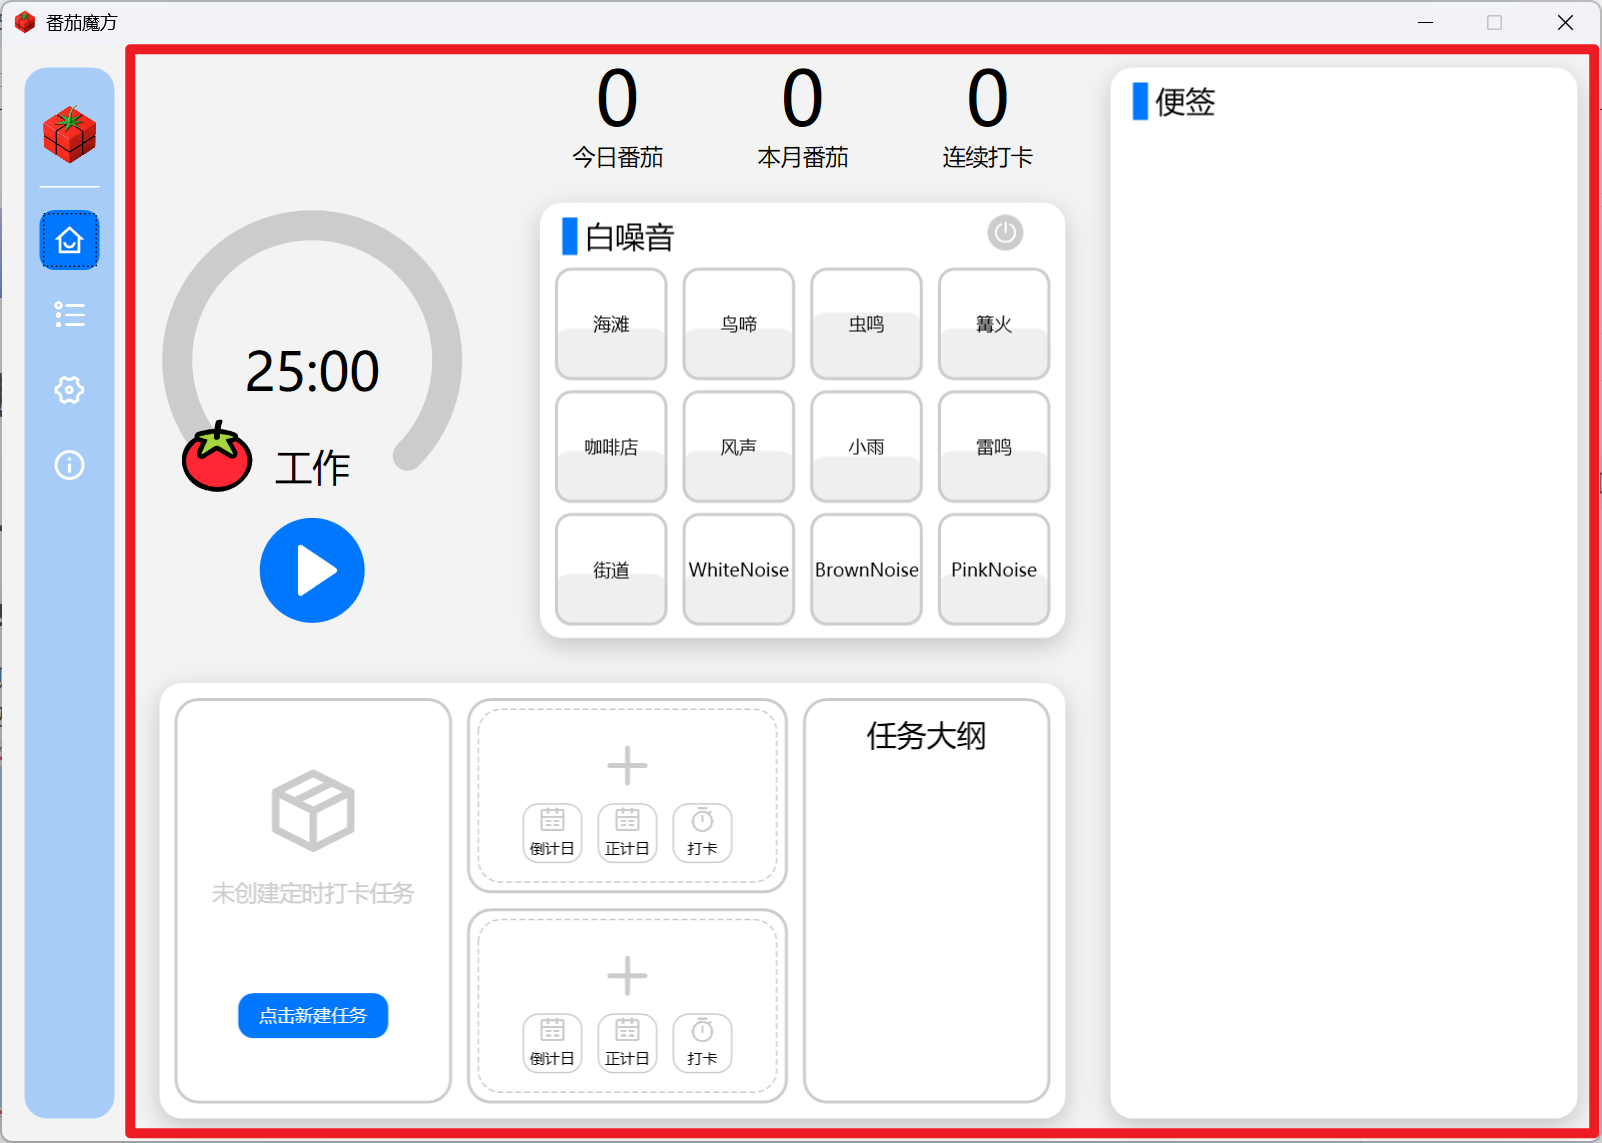 番茄魔方
0
今日番茄
0
本月番茄
0
连续打卡
25:00
工作
白噪音
海滩
鸟啼
虫鸣
篝火
咖啡店
风声
小雨
雷鸣
街道
WhiteNoise
BrownNoise
PinkNoise
未创建定时打卡任务
点击新建任务
倒计日
正计日
打卡
倒计日
正计日
打卡
任务大纲
便签